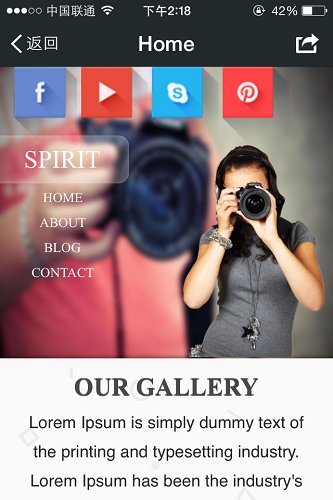 中国联通 下午2:18 42%
返回 Home
SPIRIT
HOME
ABOUT
BLOG
CONTACT
OUR GALLERY
Lorem Ipsum is simply dummy text of
the printing and typesetting industry.
Lorem Ipsum has been the industry's